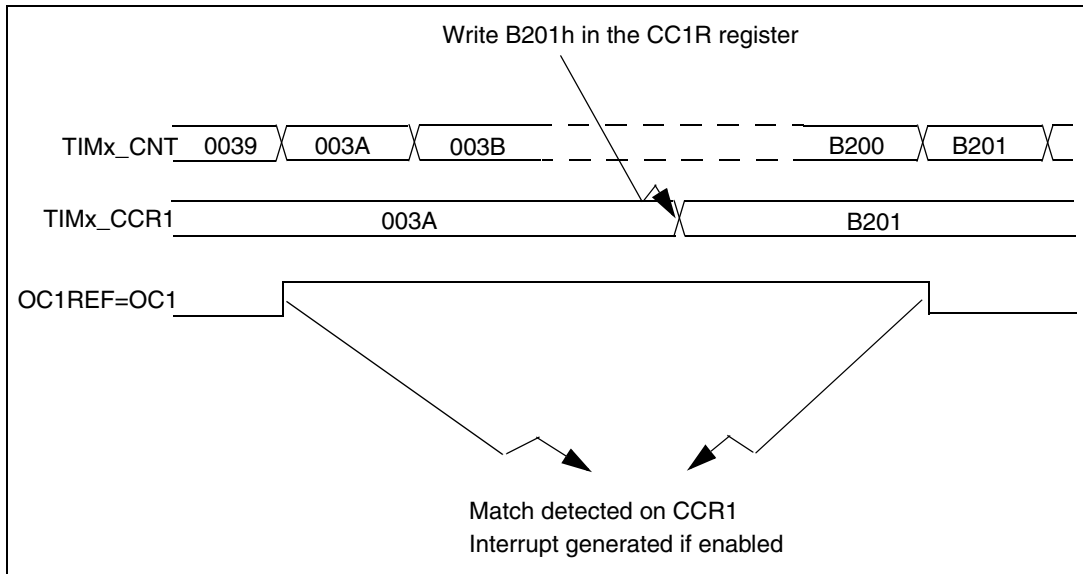 Write B201h in the CC1R register
TIMx_CNT 0039 003A 003B B200 B201
TIMx_CCR1 003A B201
OC1REF=OC1
Match detected on CCR1
Interrupt generated if enabled